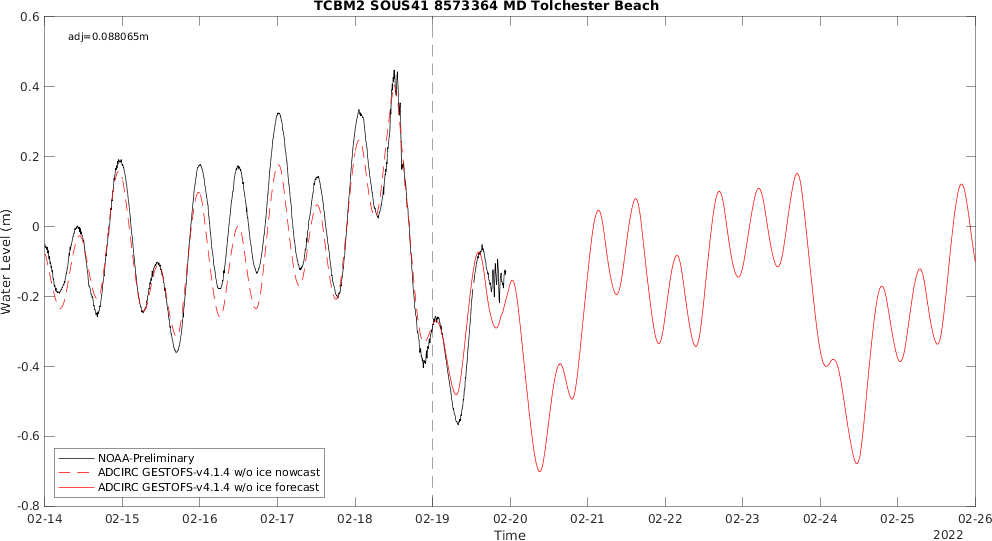 TCBM2 SOUS41 8573364 MD Tolchester Beach
adj=0.088065m
0.6
0.4
0.2
0
-0.2
-0.4
-0.6
-0.8
Water Level (m)
NOAA-Preliminary
ADCIRC GESTOFS-v4.1.4 w/o ice nowcast
ADCIRC GESTOFS-v4.1.4 w/o ice forecast
02-14 02-15 02-16 02-17 02-18 02-19 02-20 02-21 02-22 02-23 02-24 02-25 02-26
Time
2022